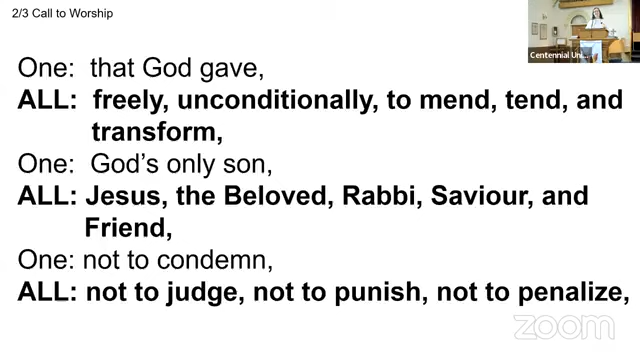 2/3 Call to Worship
Centennial Uni...
One: that God gave,
ALL: freely, unconditionally, to mend, tend, and
transform,
One: God’s only son,
ALL: Jesus, the Beloved, Rabbi, Saviour, and
Friend,
One: not to condemn,
ALL: not to judge, not to punish, not to penalize,
zoom